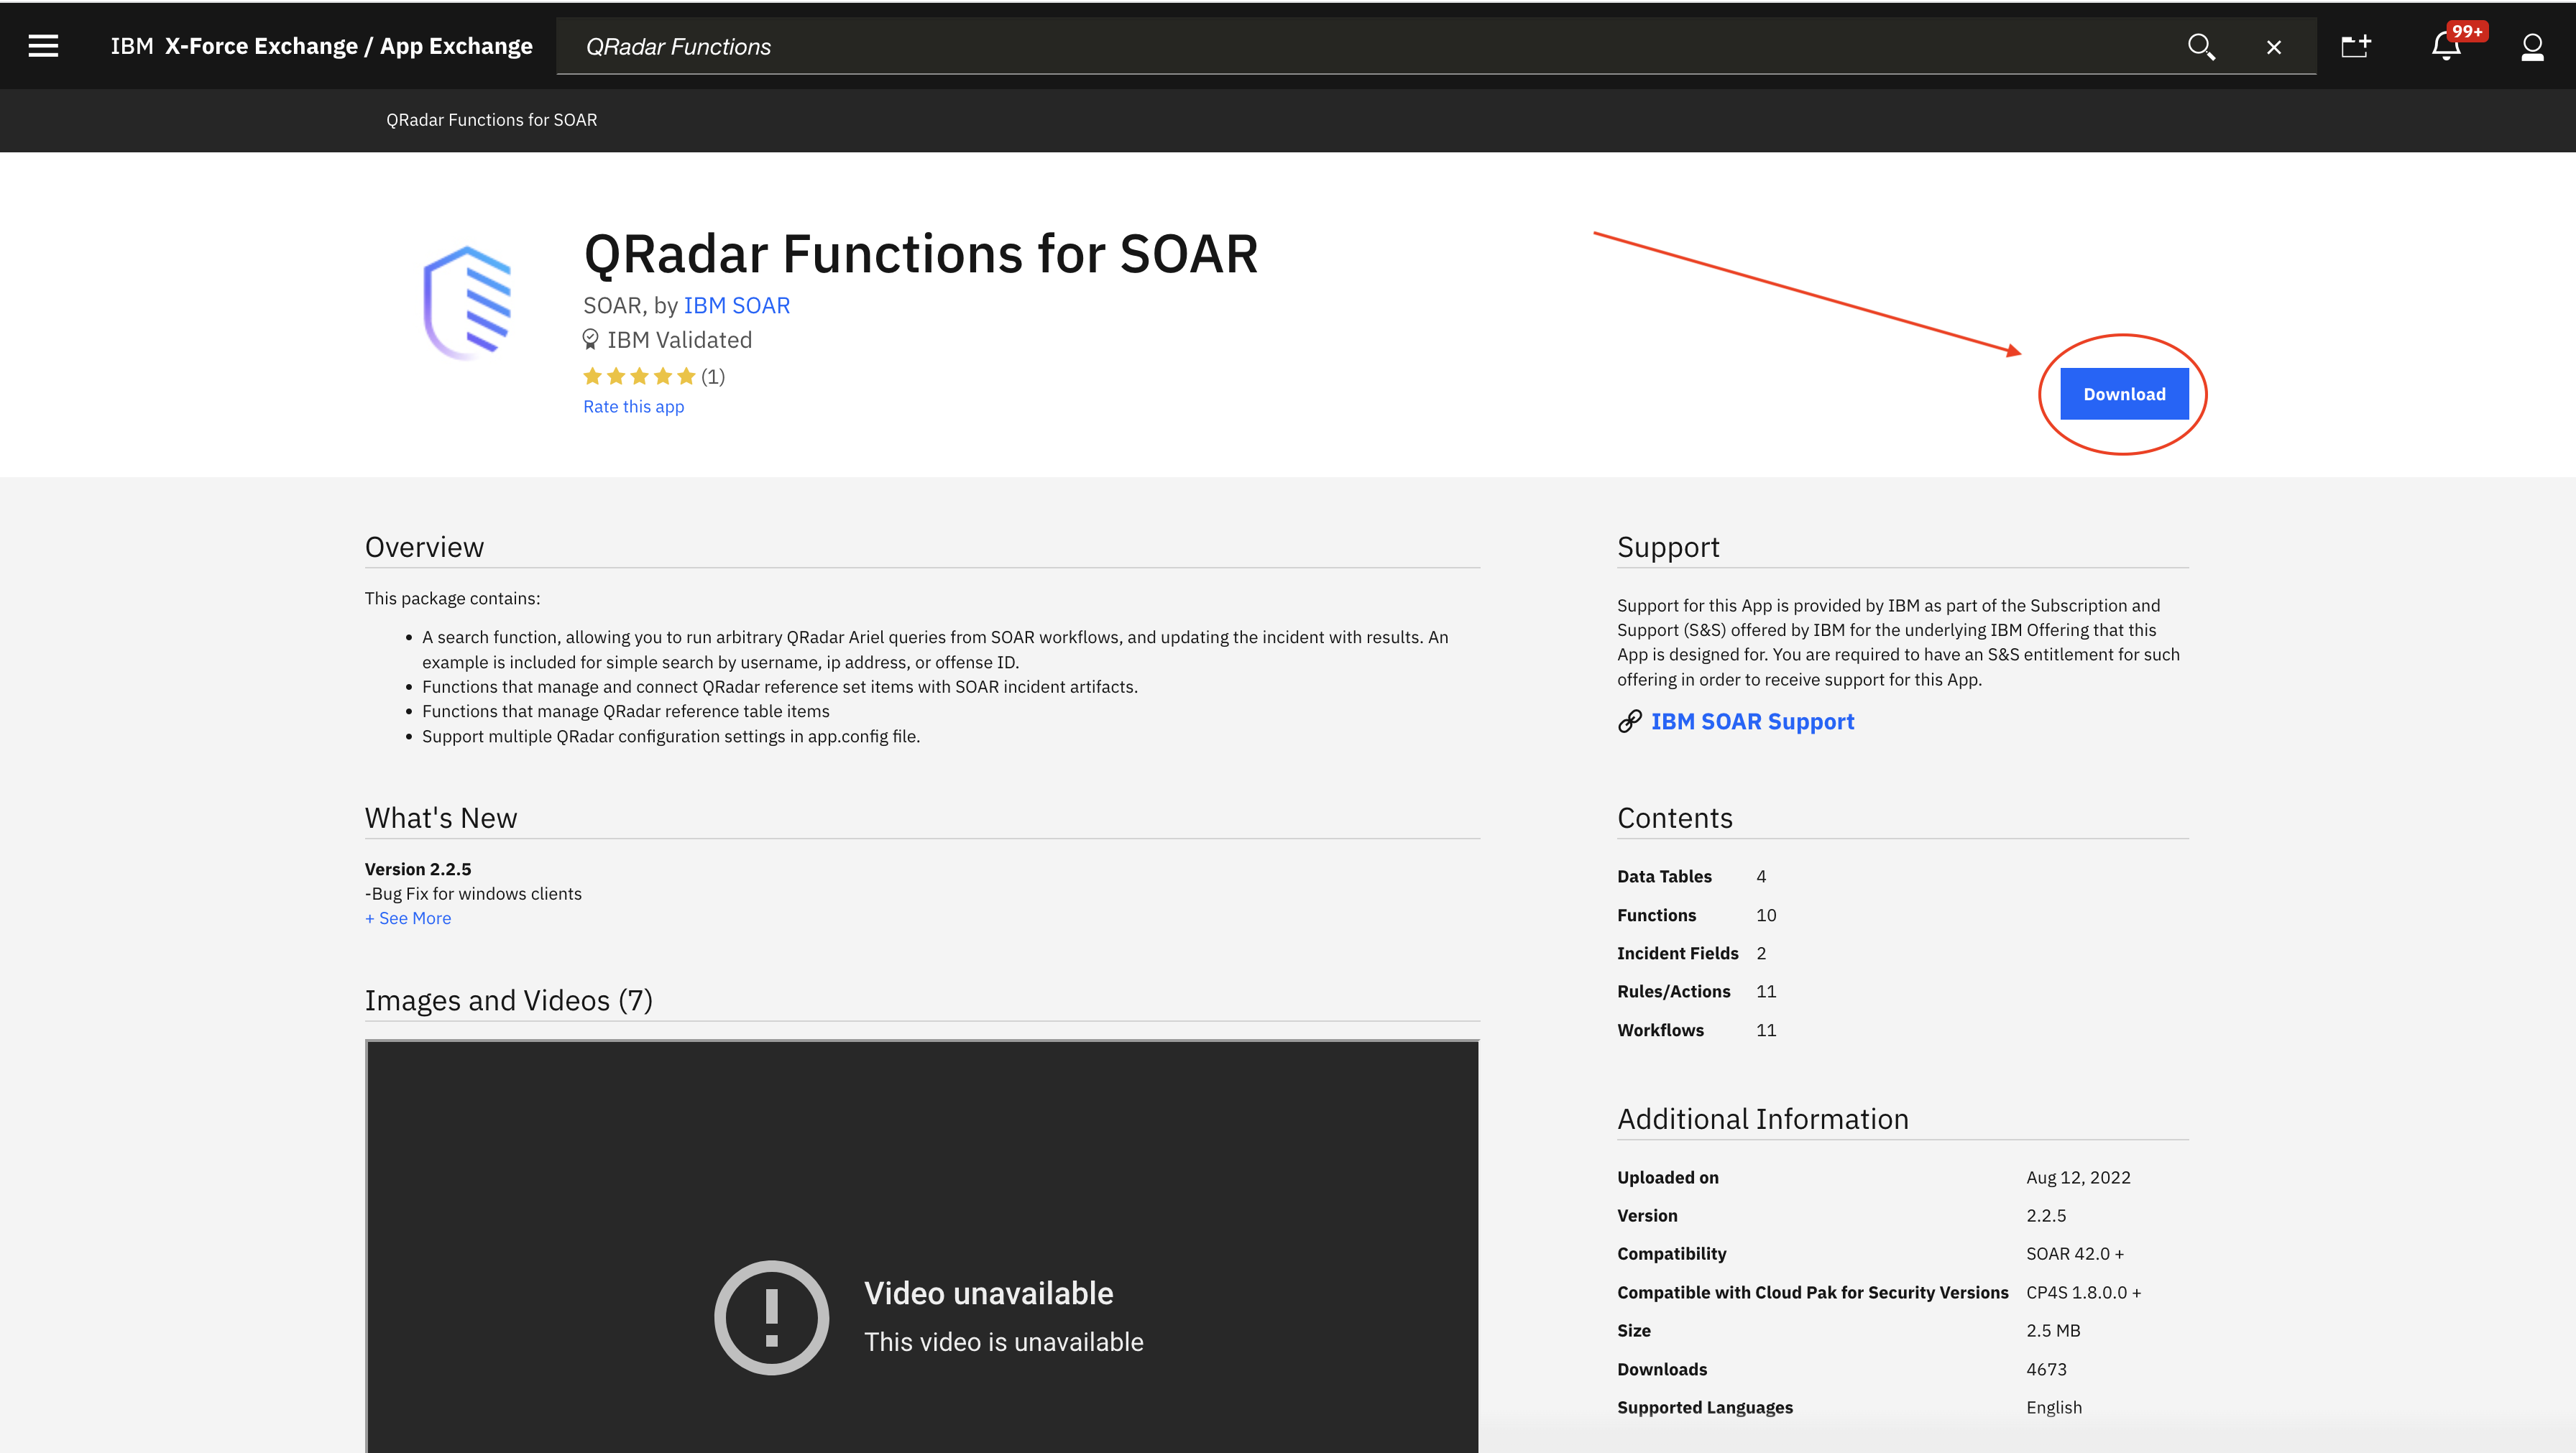 IBM X-Force Exchange / App Exchange
QRadar Functions
99+
QRadar Functions for SOAR
QRadar Functions for SOAR
SOAR, by IBM SOAR
IBM Validated
(1)
Rate this app
Download
Overview
This package contains:
• A search function, allowing you to run arbitrary QRadar Ariel queries from SOAR workflows, and updating the incident with results. An
example is included for simple search by username, ip address, or offense ID.
• Functions that manage and connect QRadar reference set items with SOAR incident artifacts.
• Functions that manage QRadar reference table items
• Support multiple QRadar configuration settings in app.config file.
What's New
Version 2.2.5
-Bug Fix for windows clients
+ See More
Images and Videos (7)
Video unavailable
This video is unavailable
Support
Support for this App is provided by IBM as part of the Subscription and
Support (S&S) offered by IBM for the underlying IBM Offering that this
App is designed for. You are required to have an S&S entitlement for such
offering in order to receive support for this App.
IBM SOAR Support
Contents
Data Tables 4
Functions 10
Incident Fields 2
Rules/Actions 11
Workflows 11
Additional Information
Uploaded on Aug 12, 2022
Version 2.2.5
Compatibility SOAR 42.0 +
Compatible with Cloud Pak for Security Versions CP4S 1.8.0.0 +
Size 2.5 MB
Downloads 4673
Supported Languages English